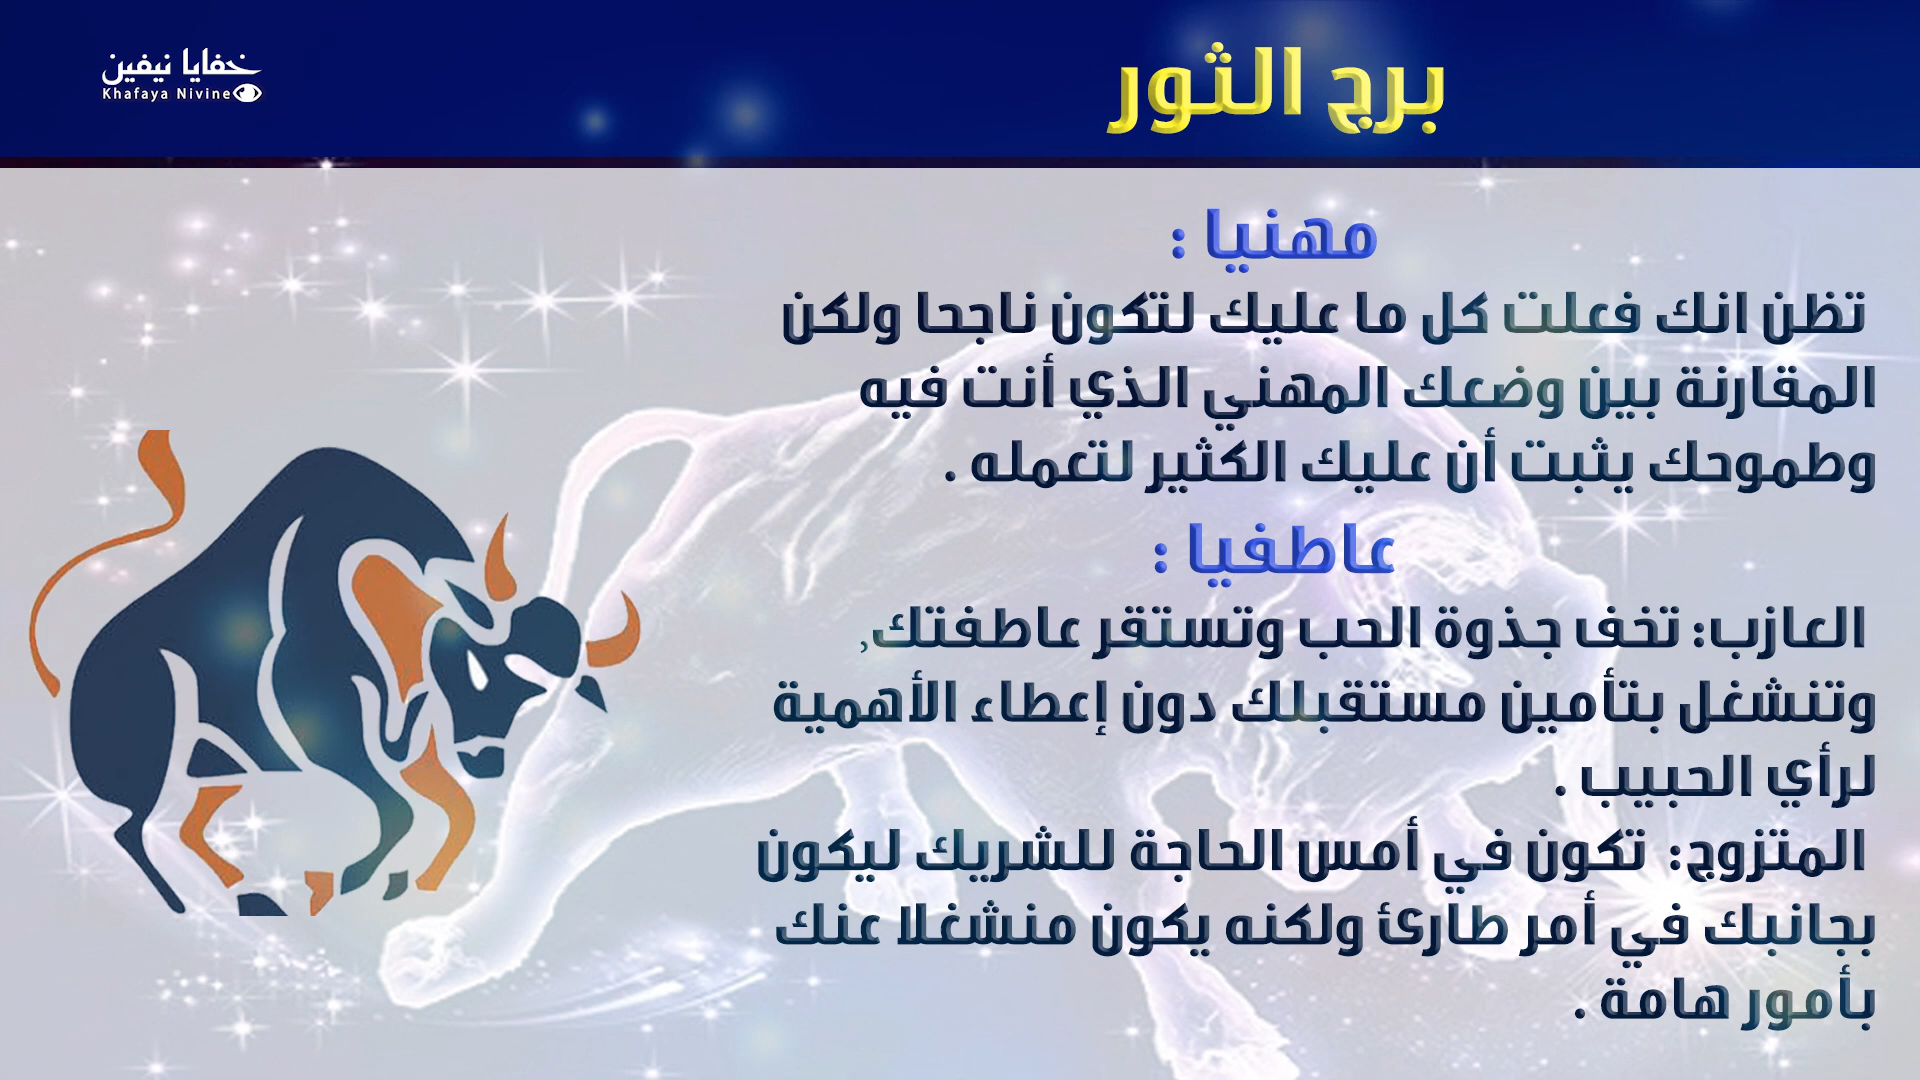 خفايا نيفين
Khafaya Nivine
برج الثور
مهنيا :
تظن انك فعلت كل ما عليك لتكون ناجحا ولكن
المقارنة بين وضعك المهني الذي أنت فيه
وطموحك يثبت أن عليك الكثير لتعمله .
عاطفيا :
العازب: تخف جذوة الحب وتستقر عاطفتك,
وتنشغل بتأمين مستقبلك دون إعطاء الأهمية
لرأي الحبيب .
المتزوج: تكون في أمس الحاجة للشريك ليكون
بجانبك في أمر طارئ ولكنه يكون منشغلا عنك
بأمور هامة .